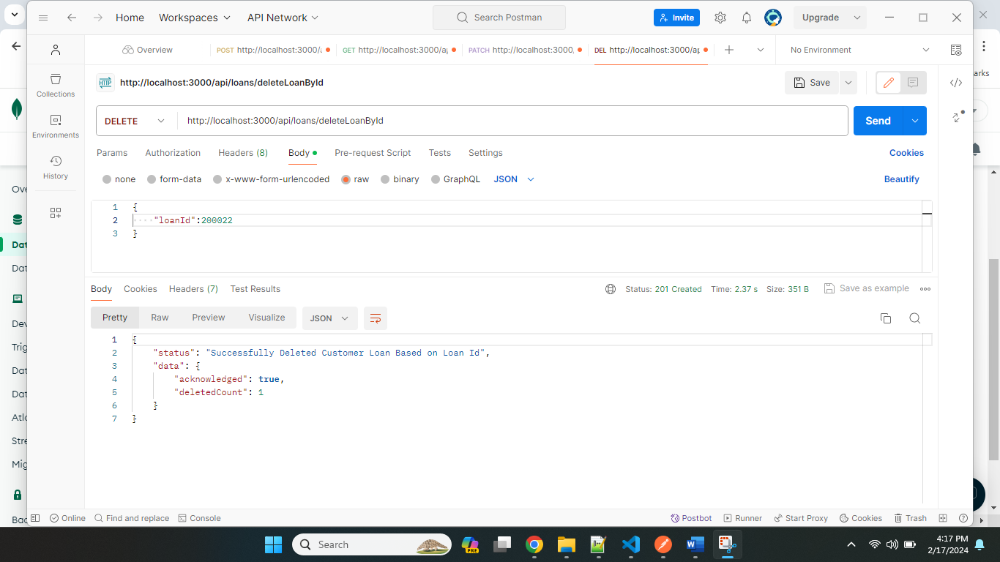 Home Workspaces API Network Search Postman Invite Upgrade
Overview POST http://localhost:3000/a GET http://localhost:3000/ap PATCH http://localhost:3000, DEL http://localhost:3000/ap No Environment
HTTP http://localhost:3000/api/loans/deleteLoanById Save
arks
Collections
DELETE http://localhost:3000/api/loans/deleteLoanById Send
Environments
Params Authorization Headers (8) Body Pre-request Script Tests Settings Cookies
History
none form-data x-www-form-urlencoded raw binary GraphQL JSON Beautify
Ove
1 {
2 "loanId":200022
3 }
Dat
Dat
Body Cookies Headers (7) Test Results Status: 201 Created Time: 2.37 s Size: 351 B Save as example
Pretty Raw Preview Visualize JSON
Dev
1 {
Trig
2 "status": "Successfully Deleted Customer Loan Based on Loan Id",
3 "data": {
Dat
4 "acknowledged": true,
5 "deletedCount": 1
Dat
6 }
Atla
7 }
Stre
Mig
Online Find and replace Console Postbot Runner Start Proxy Cookies Trash
Bac
Search PRE 4:17 PM
2/17/2024